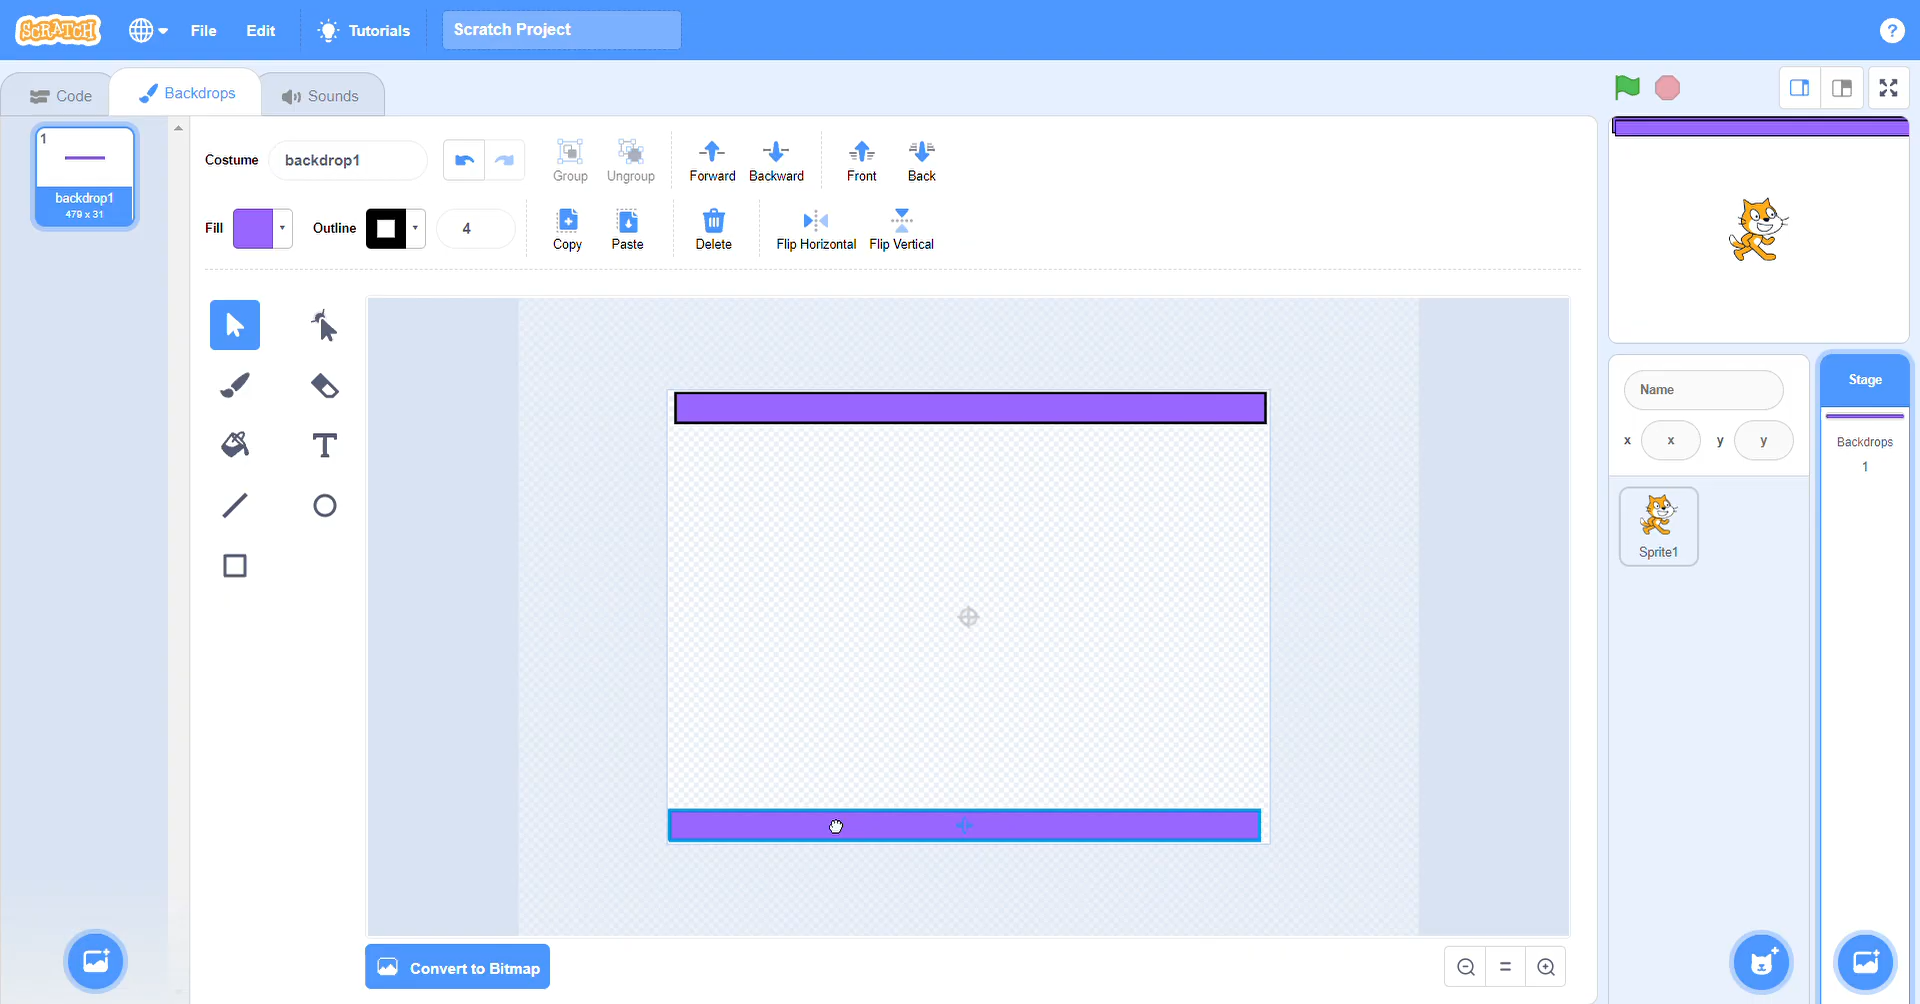 SCRATCH
File
Edit
Tutorials
Scratch Project
?
Code
Backdrops
Sounds
1
backdrop1
479 x 31
Costume
backdrop1
Group
Ungroup
Forward
Backward
Front
Back
Fill
Outline
4
Copy
Paste
Delete
Flip Horizontal
Flip Vertical
T
Convert to Bitmap
Name
x
x
y
y
Sprite1
Stage
Backdrops
1